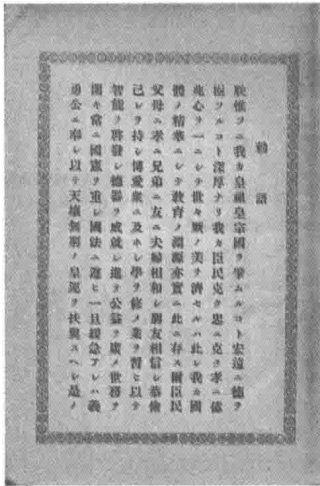 勅語
朕惟フニ我カ皇祖皇宗國ヲ肇ムルコト宏遠ニ德ヲ
樹ツルコト深厚ナリ我カ臣民克ク忠ニ克ク孝ニ億
兆心ヲ一ニシテ世々厥ノ美ヲ濟セルハ此レ我カ國
體ノ精華ニシテ敎育ノ淵源亦實ニ此ニ存ス爾臣民
父母ニ孝ニ兄弟ニ友ニ夫婦相和シ朋友相信シ恭儉
己レヲ持シ博愛衆ニ及ホシ學ヲ修メ業ヲ習ヒ以テ
智能ヲ啓發シ德器ヲ成就シ進テ公益ヲ廣メ世務ヲ
開キ常ニ國憲ヲ重シ國法ニ遵ヒ一旦緩急アレハ義
勇公ニ奉シ以テ天壤無窮ノ皇運ヲ扶翼スヘシ是ノ